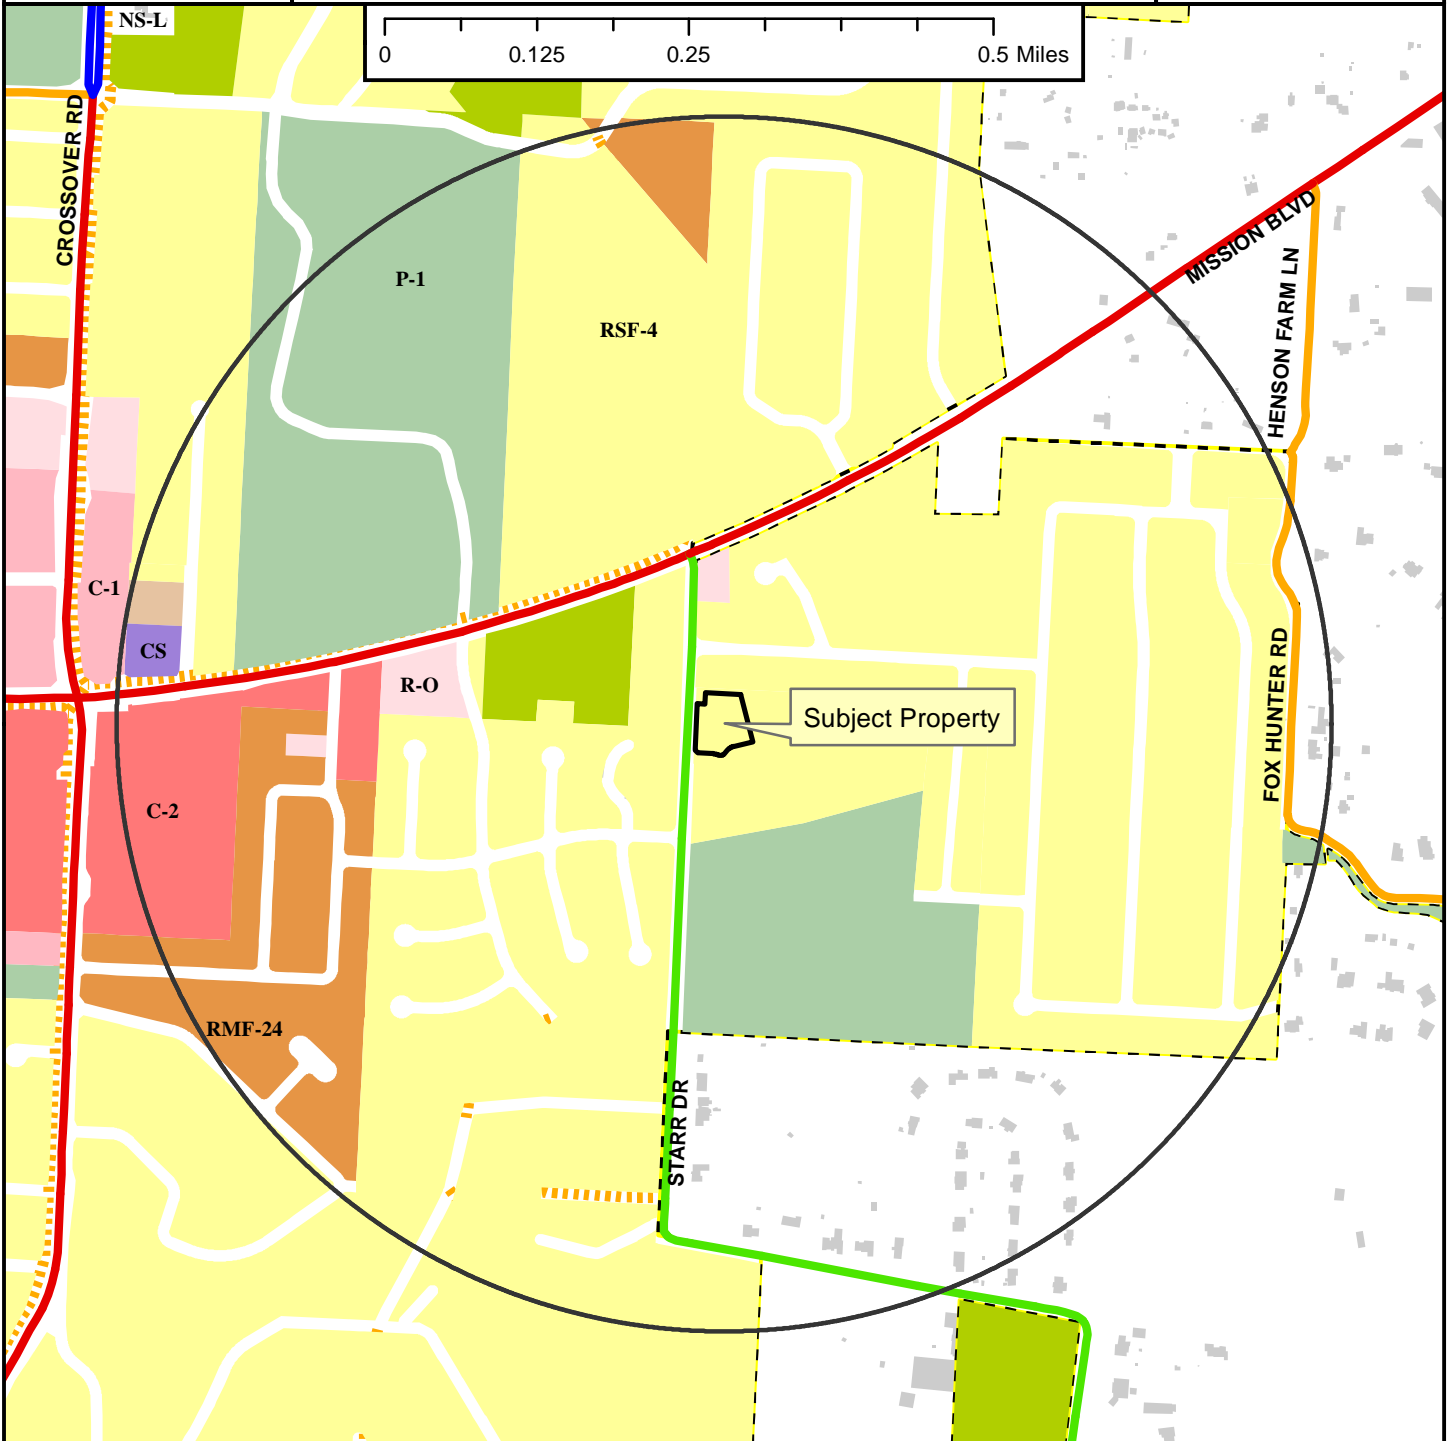 NS-L
0 0.125 0.25 0.5 Miles
CROSSOVER RD
MISSION BLVD
HENSON FARM LN
P-1
RSF-4
C-1
CS
R-O
Subject Property
FOX HUNTER RD
C-2
RMF-24
STARR DR